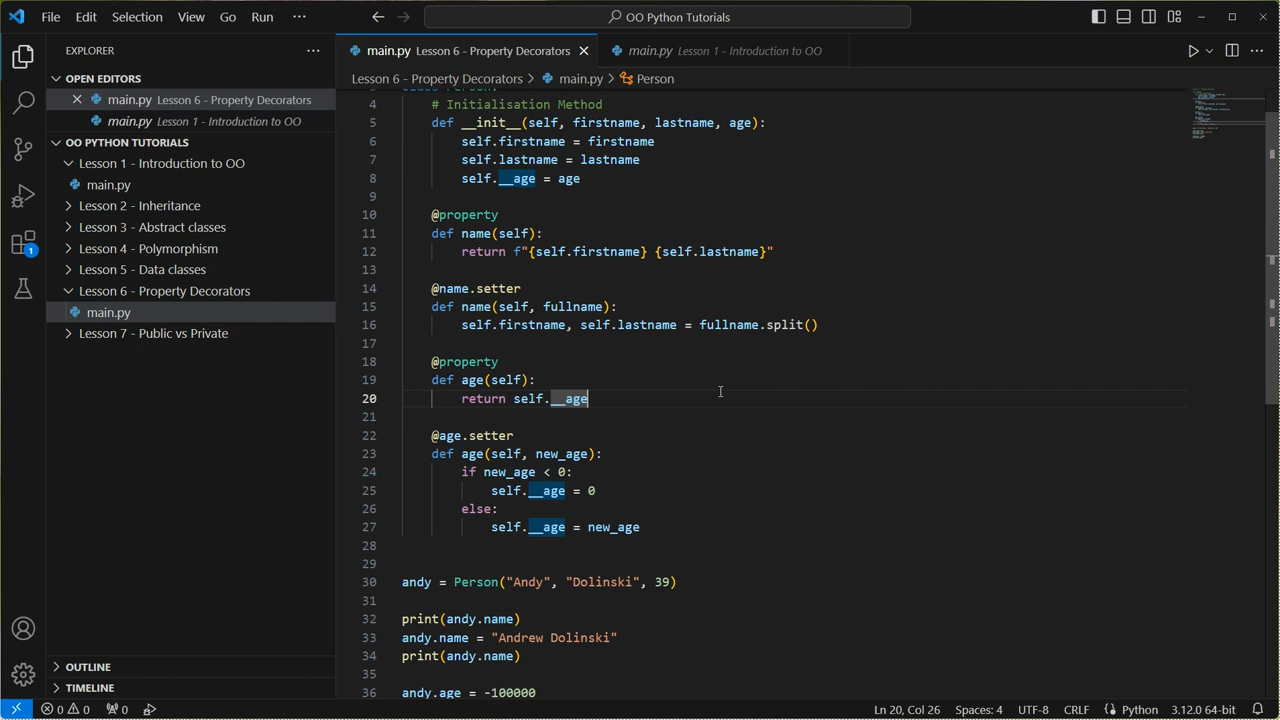 File Edit Selection View Go Run ··· OO Python Tutorials
EXPLORER ···
OPEN EDITORS
main.py Lesson 6 - Property Decorators
main.py Lesson 1 - Introduction to OO
OO PYTHON TUTORIALS
Lesson 1 - Introduction to OO
main.py
Lesson 2 - Inheritance
Lesson 3 - Abstract classes
Lesson 4 - Polymorphism
Lesson 5 - Data classes
Lesson 6 - Property Decorators
main.py
Lesson 7 - Public vs Private
OUTLINE
TIMELINE
1
main.py Lesson 6 - Property Decorators main.py Lesson 1 - Introduction to OO
Lesson 6 - Property Decorators > main.py > Person
4 # Initialisation Method
5 def __init__(self, firstname, lastname, age):
6 self.firstname = firstname
7 self.lastname = lastname
8 self.__age = age
9
10 @property
11 def name(self):
12 return f"{self.firstname} {self.lastname}"
13
14 @name.setter
15 def name(self, fullname):
16 self.firstname, self.lastname = fullname.split()
17
18 @property
19 def age(self):
20 return self.__age
21
22 @age.setter
23 def age(self, new_age):
24 if new_age < 0:
25 self.__age = 0
26 else:
27 self.__age = new_age
28
29
30 andy = Person("Andy", "Dolinski", 39)
31
32 print(andy.name)
33 andy.name = "Andrew Dolinski"
34 print(andy.name)
35
36 andy.age = -100000
0 0 0 Ln 20, Col 26 Spaces: 4 UTF-8 CRLF Python 3.12.0 64-bit